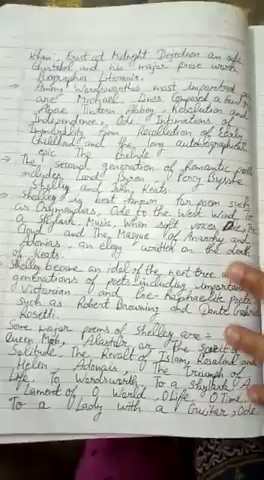 Khan, Frost at Midnight, Dejection an ode
Christabel and his major prose work
Biographia Literaria.
→ Among Wordsworth's most important po
are Michael, Lines Composed a few
Above Tintern Abbey, Resolution and
Independence, Ode Intimations of
Immortality from Recollection of Early
Childhood and the long autobiographical
epic The Prelude.
→ The second generation of romantic poets
includes Lord Byron, Percy Bysshe
Shelley and John Keats.
→ Shelley is best known for poem such
as Ozymandias, Ode to the West Wind, To
a Skylark, Music, When soft voices Die, The
Cloud and The Masque of Anarchy and
Adonais, an elegy written on the death
of Keats.
→ Shelley become an idol of the next three
generations of poets including important
Victorian and Pre-Raphaelite poets
such as Robert Browning and Dante Gabriel
Rosetti.
Some major poems of Shelley are:-
Queen Mab, Alastor, or The Spirit of
Solitude, The Revolt of Islam, Rosalind and
Helen, Adonais, The Triumph of
Life, To Wordsworth, To a Skylark, A
Lament, O World, O Life, O Time,
To a Lady with a Guitar, Ode